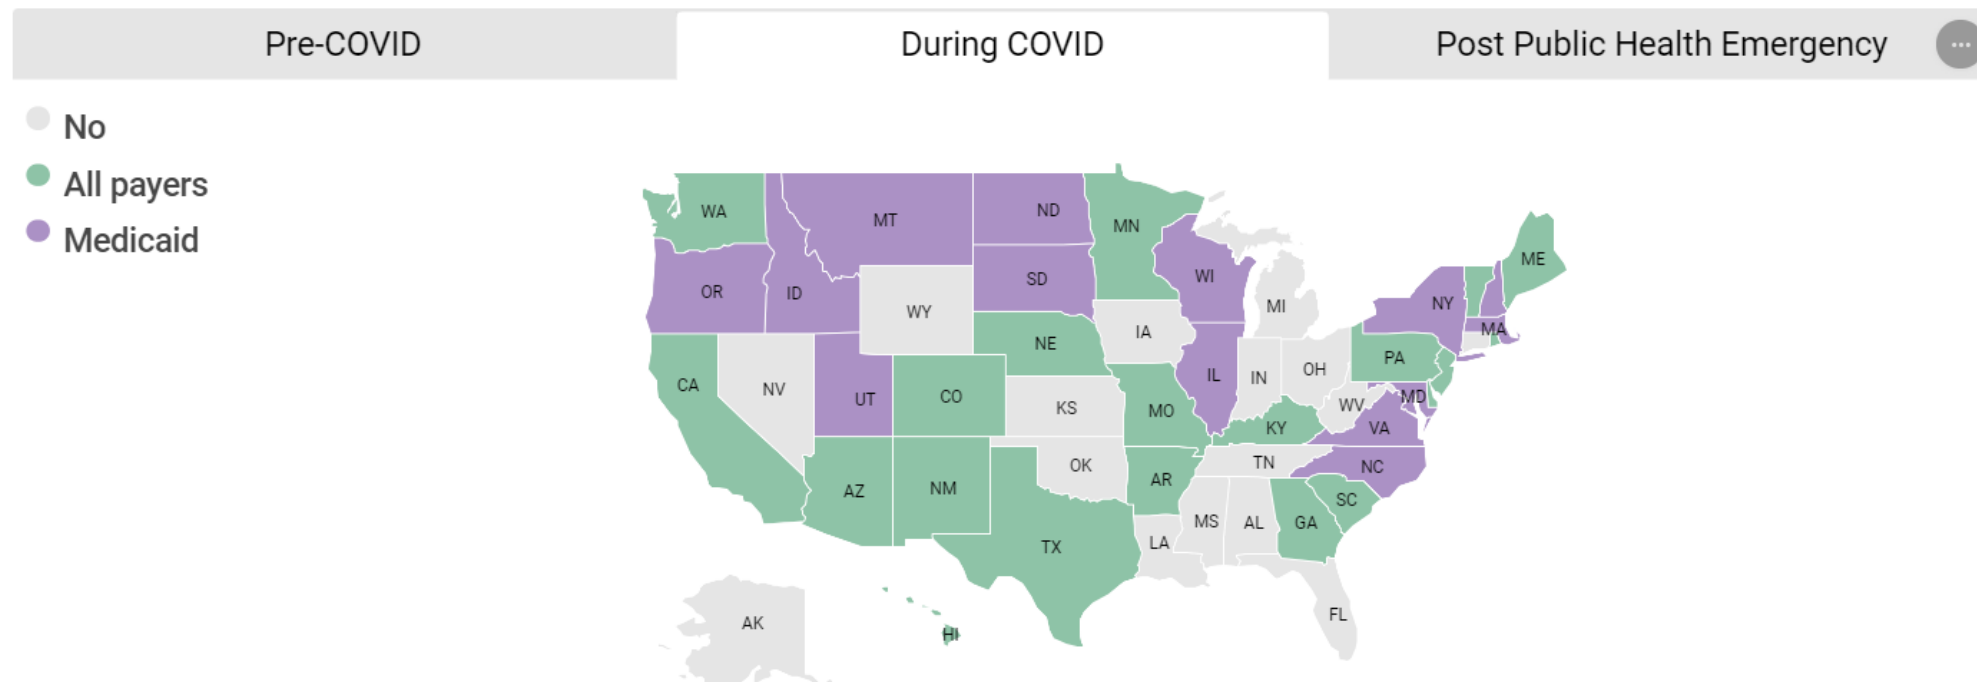 Pre-COVID
During COVID
Post Public Health Emergency
No
All payers
Medicaid
WA
MT
ND
MN
ME
OR
ID
SD
WI
NY
WY
MI
MA
IA
NE
PA
CA
NV
UT
CO
KS
MO
IL
IN
OH
WV
MD
KY
VA
AZ
NM
OK
AR
TN
NC
SC
TX
LA
MS
AL
GA
AK
HI
FL